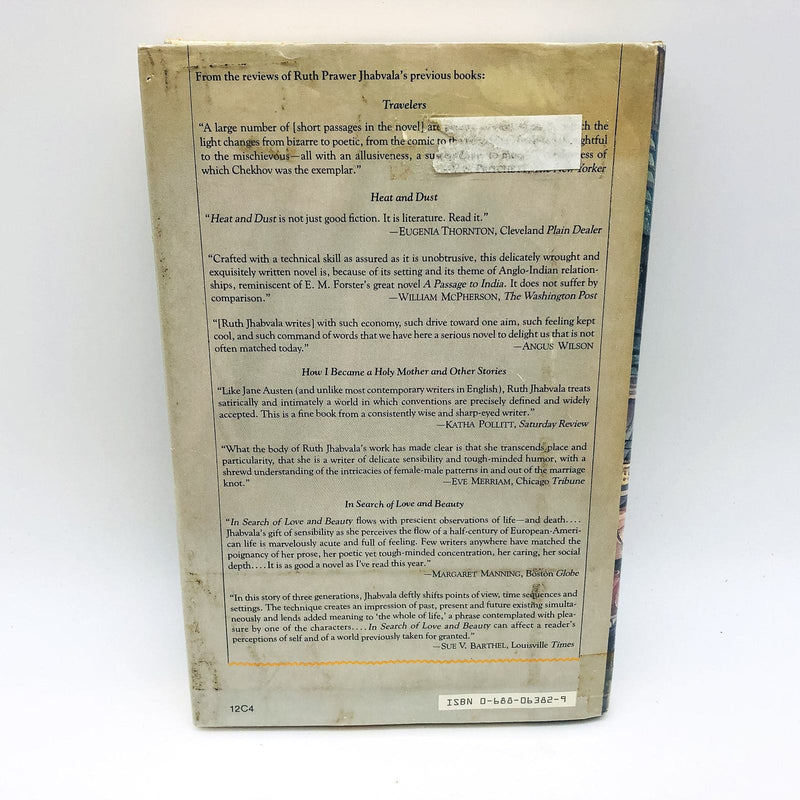 From the reviews of Ruth Prawer Jhabvala's previous books:
Travelers
"A large number of [short passages in the novel] are the
light changes from bizarre to poetic, from the comic to
to the mischievous—all with an allusiveness, a of
which Chekhov was the exemplar." The New Yorker
Heat and Dust
"Heat and Dust is not just good fiction. It is literature. Read it."
—EUGENIA THORNTON, Cleveland Plain Dealer
"Crafted with a technical skill as assured as it is unobtrusive, this delicately wrought and
exquisitely written novel is, because of its setting and its theme of Anglo-Indian relation-
ships, reminiscent of E. M. Forster's great novel A Passage to India. It does not suffer by
comparison." —WILLIAM MCPHERSON, The Washington Post
"[Ruth Jhabvala writes] with such economy, such drive toward one aim, such feeling kept
cool, and such command of words that we have here a serious novel to delight us that is not
often matched today." —ANGUS WILSON
How I Became a Holy Mother and Other Stories
"Like Jane Austen (and unlike most contemporary writers in English), Ruth Jhabvala treats
satirically and intimately a world in which conventions are precisely defined and widely
accepted. This is a fine book from a consistently wise and sharp-eyed writer."
—KATHA POLLITT, Saturday Review
"What the body of Ruth Jhabvala's work has made clear is that she transcends place and
particularity, that she is a writer of delicate sensibility and tough-minded humor, with a
shrewd understanding of the intricacies of female-male patterns in and out of the marriage
knot." —EVE MERRIAM, Chicago Tribune
In Search of Love and Beauty
"In Search of Love and Beauty flows with prescient observations of life—and death....
Jhabvala's gift of sensibility as she perceives the flow of a half-century of European-Ameri-
can life is marvelously acute and full of feeling. Few writers anywhere have matched the
poignancy of her prose, her poetic yet tough-minded concentration, her caring, her social
depth.... It is as good a novel as I've read this year."
—MARGARET MANNING, Boston Globe
"In this story of three generations, Jhabvala deftly shifts points of view, time sequences and
settings. The technique creates an impression of past, present and future existing simulta-
neously and lends added meaning to 'the whole of life,' a phrase contemplated with plea-
sure by one of the characters.... In Search of Love and Beauty can affect a reader's
perceptions of self and of a world previously taken for granted."
—SUE V. BARTHEL, Louisville Times
12C4
ISBN 0-688-06382-9